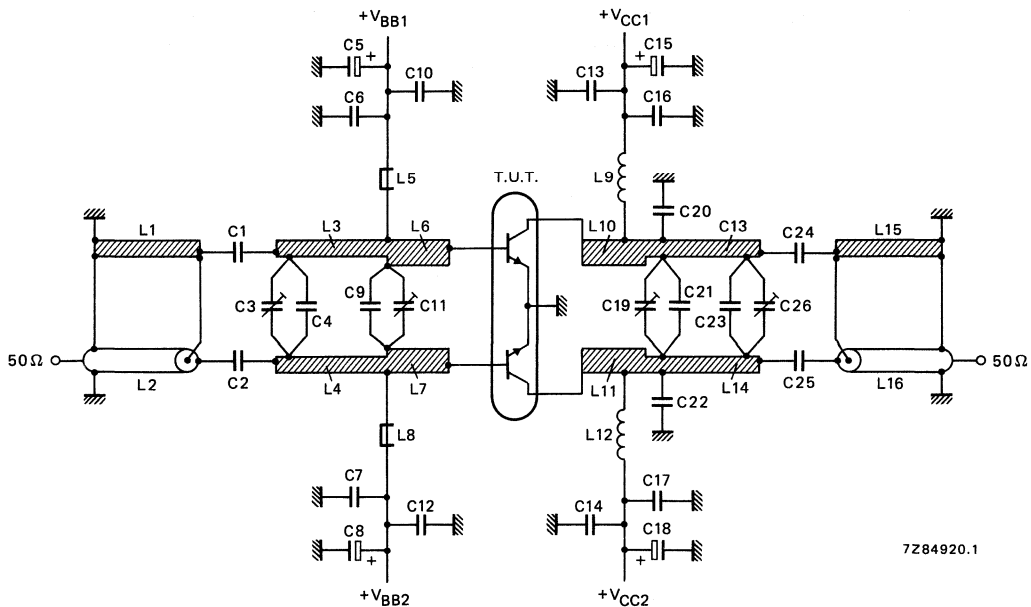 +VBB1
+VCC1
C5
+
C10
C6
+
C15
C13
C16
L5
T.U.T.
L9
C20
L1
C1
L3
L6
L10
C13
C24
L15
C3
C4
C9
C11
C19
C21
C23
C26
50Ω
L2
C2
L4
L7
L11
C22
L14
C25
L16
50Ω
L8
L12
C7
C12
C8
+
C17
C14
+
C18
7Z84920.1
+VBB2
+VCC2